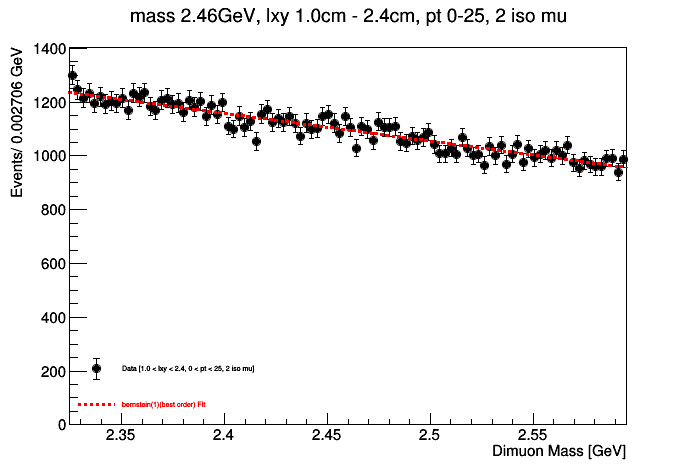 mass 2.46GeV, lxy 1.0cm - 2.4cm, pt 0-25, 2 iso mu
Events/ 0.002706 GeV
1400
1200
1000
800
600
400
200
0
Data [1.0 < lxy < 2.4, 0 < pt < 25, 2 iso mu]
bernstein(1)(best order) Fit
2.35
2.4
2.45
2.5
2.55
Dimuon Mass [GeV]